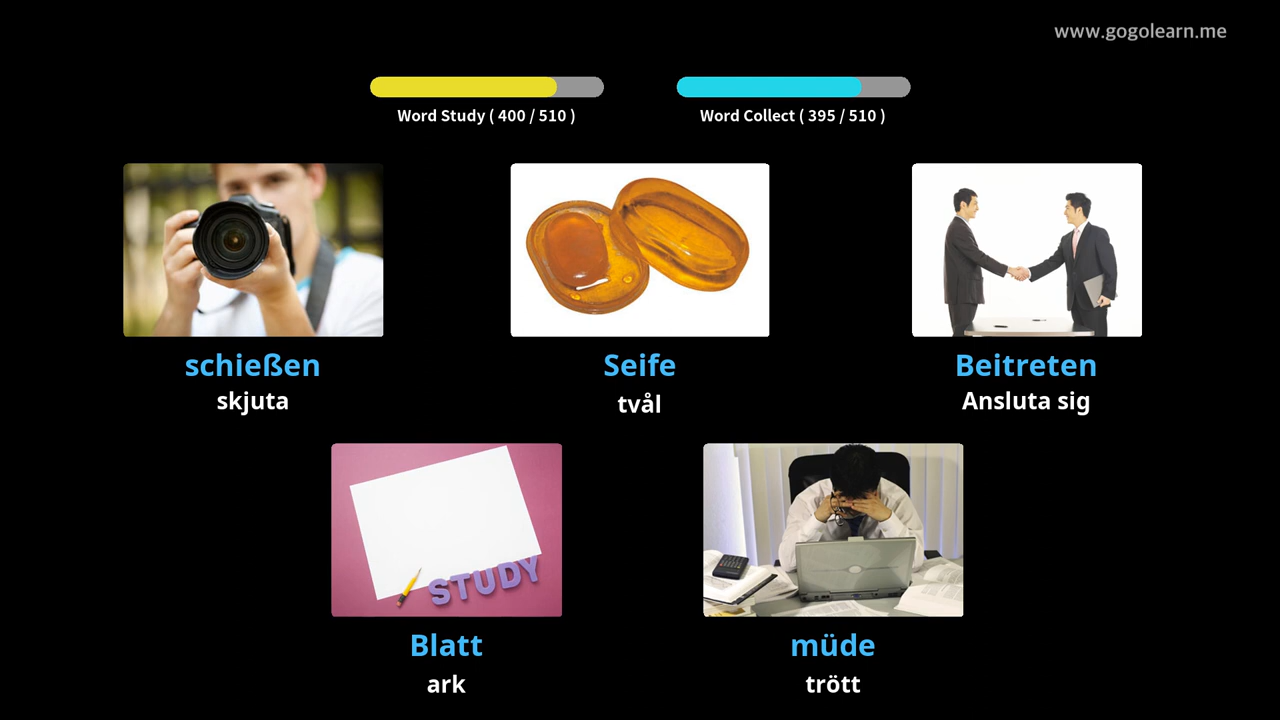 www.gogolearn.me
Word Study ( 400 / 510 )
Word Collect ( 395 / 510 )
schießen
skjuta
Seife
tvål
Beitreten
Ansluta sig
STUDY
Blatt
ark
müde
trött